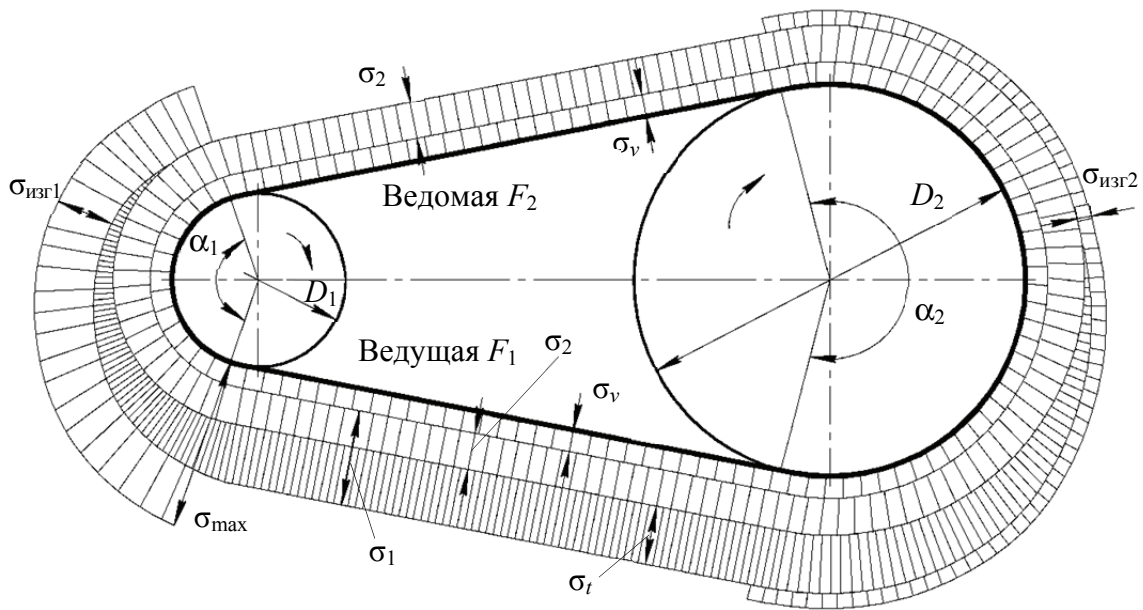 σ2
σv
σизг1
Ведомая F2
D2
σизг2
α1
D1
α2
Ведущая F1
σ2
σv
σmax
σ1
σt